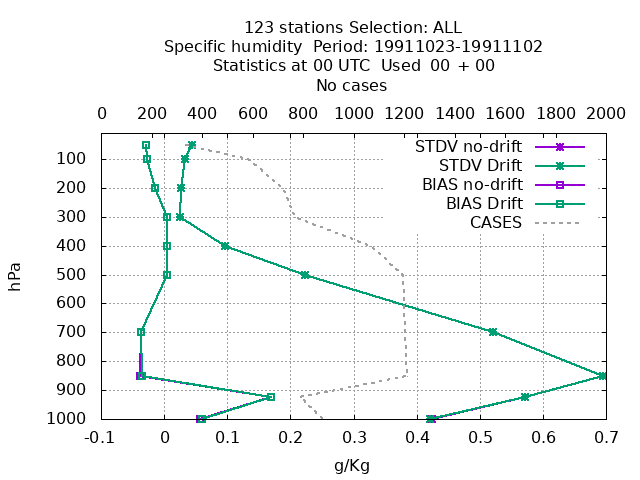 123 stations Selection: ALL
Specific humidity  Period: 19911023-19911102
Statistics at 00 UTC  Used  00 + 00
No cases
0 200 400 600 800 1000 1200 1400 1600 1800 2000
STDV no-drift
STDV Drift
BIAS no-drift
BIAS Drift
CASES
100
200
300
400
500
600
700
800
900
1000
hPa
-0.1 0 0.1 0.2 0.3 0.4 0.5 0.6 0.7
g/Kg